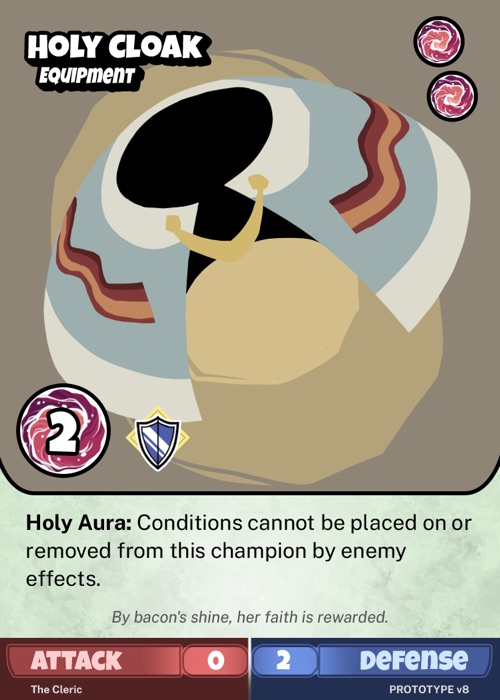 HOLY CLOAK
EQUIPMENT
2
Holy Aura: Conditions cannot be placed on or
removed from this champion by enemy
effects.
By bacon's shine, her faith is rewarded.
ATTACK 0 2 DEFENSE
The Cleric PROTOTYPE v8